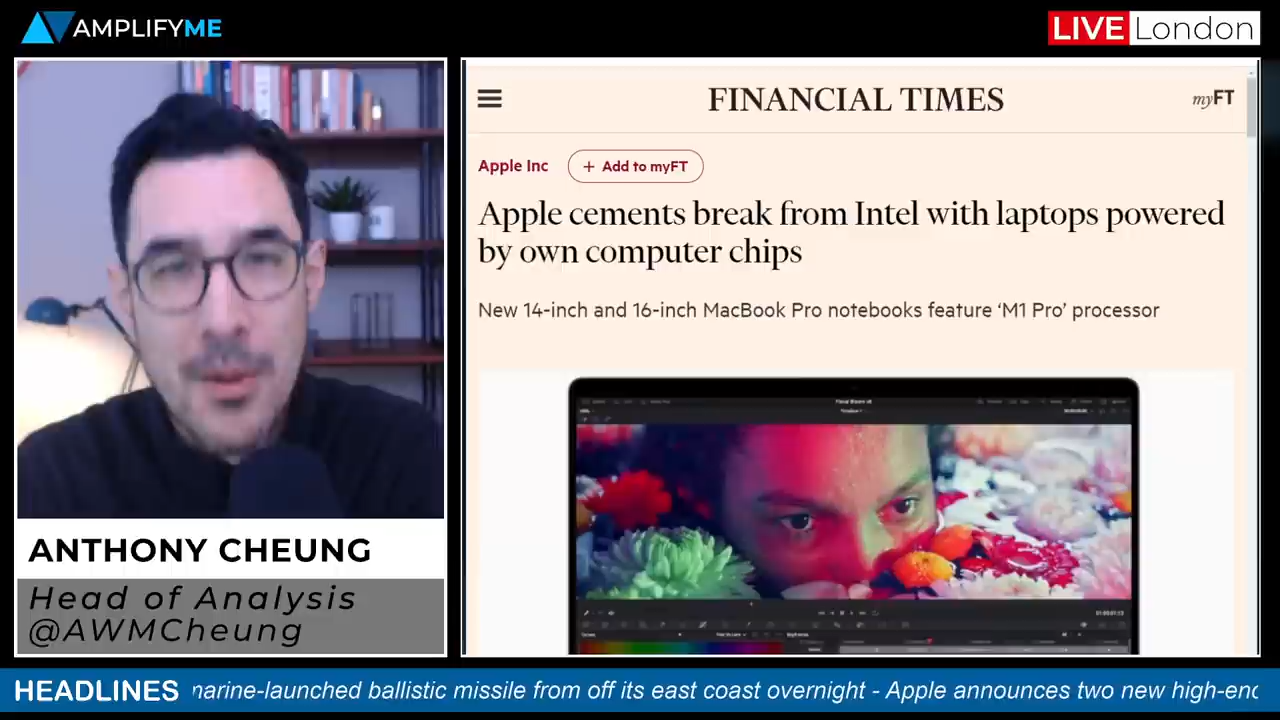 AMPLIFYME
LIVE London
FINANCIAL TIMES
myFT
Apple Inc
+ Add to myFT
Apple cements break from Intel with laptops powered
by own computer chips
New 14-inch and 16-inch MacBook Pro notebooks feature ‘M1 Pro’ processor
ANTHONY CHEUNG
Head of Analysis
@AWMCheung
HEADLINES
-launched ballistic missile from off its east coast overnight - Apple announces two new high-